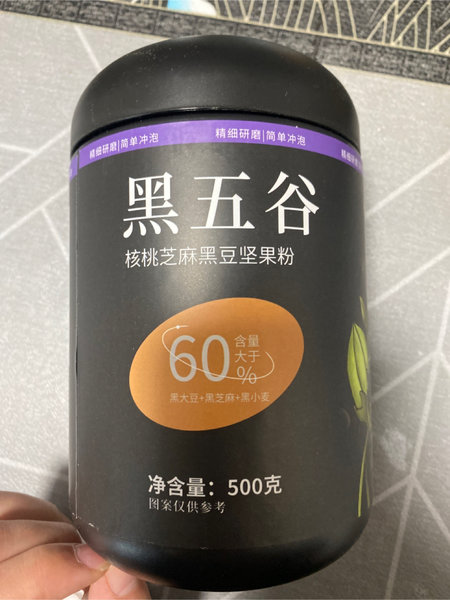 精细研磨|简单冲泡
精细研磨|简单冲泡
黑五谷
核桃芝麻黑豆坚果粉
60%
含量
大于
黑大豆+黑芝麻+黑小麦
净含量：500克
图案仅供参考